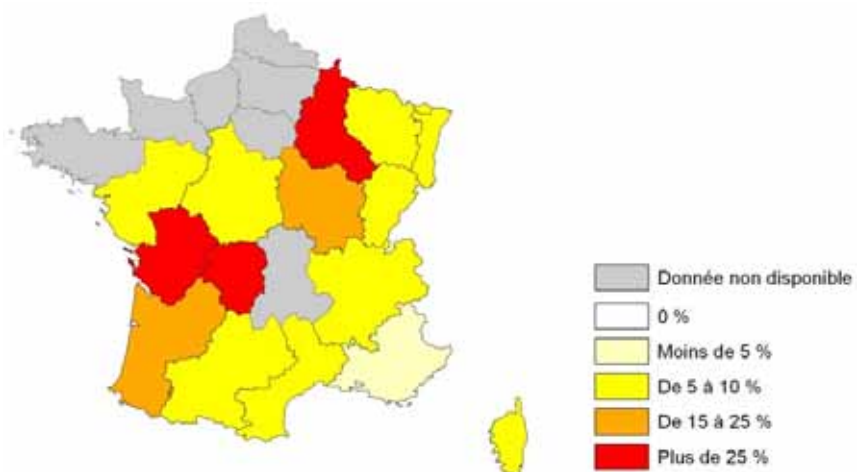 Donnée non disponible
0 %
Moins de 5 %
De 5 à 10 %
De 15 à 25 %
Plus de 25 %